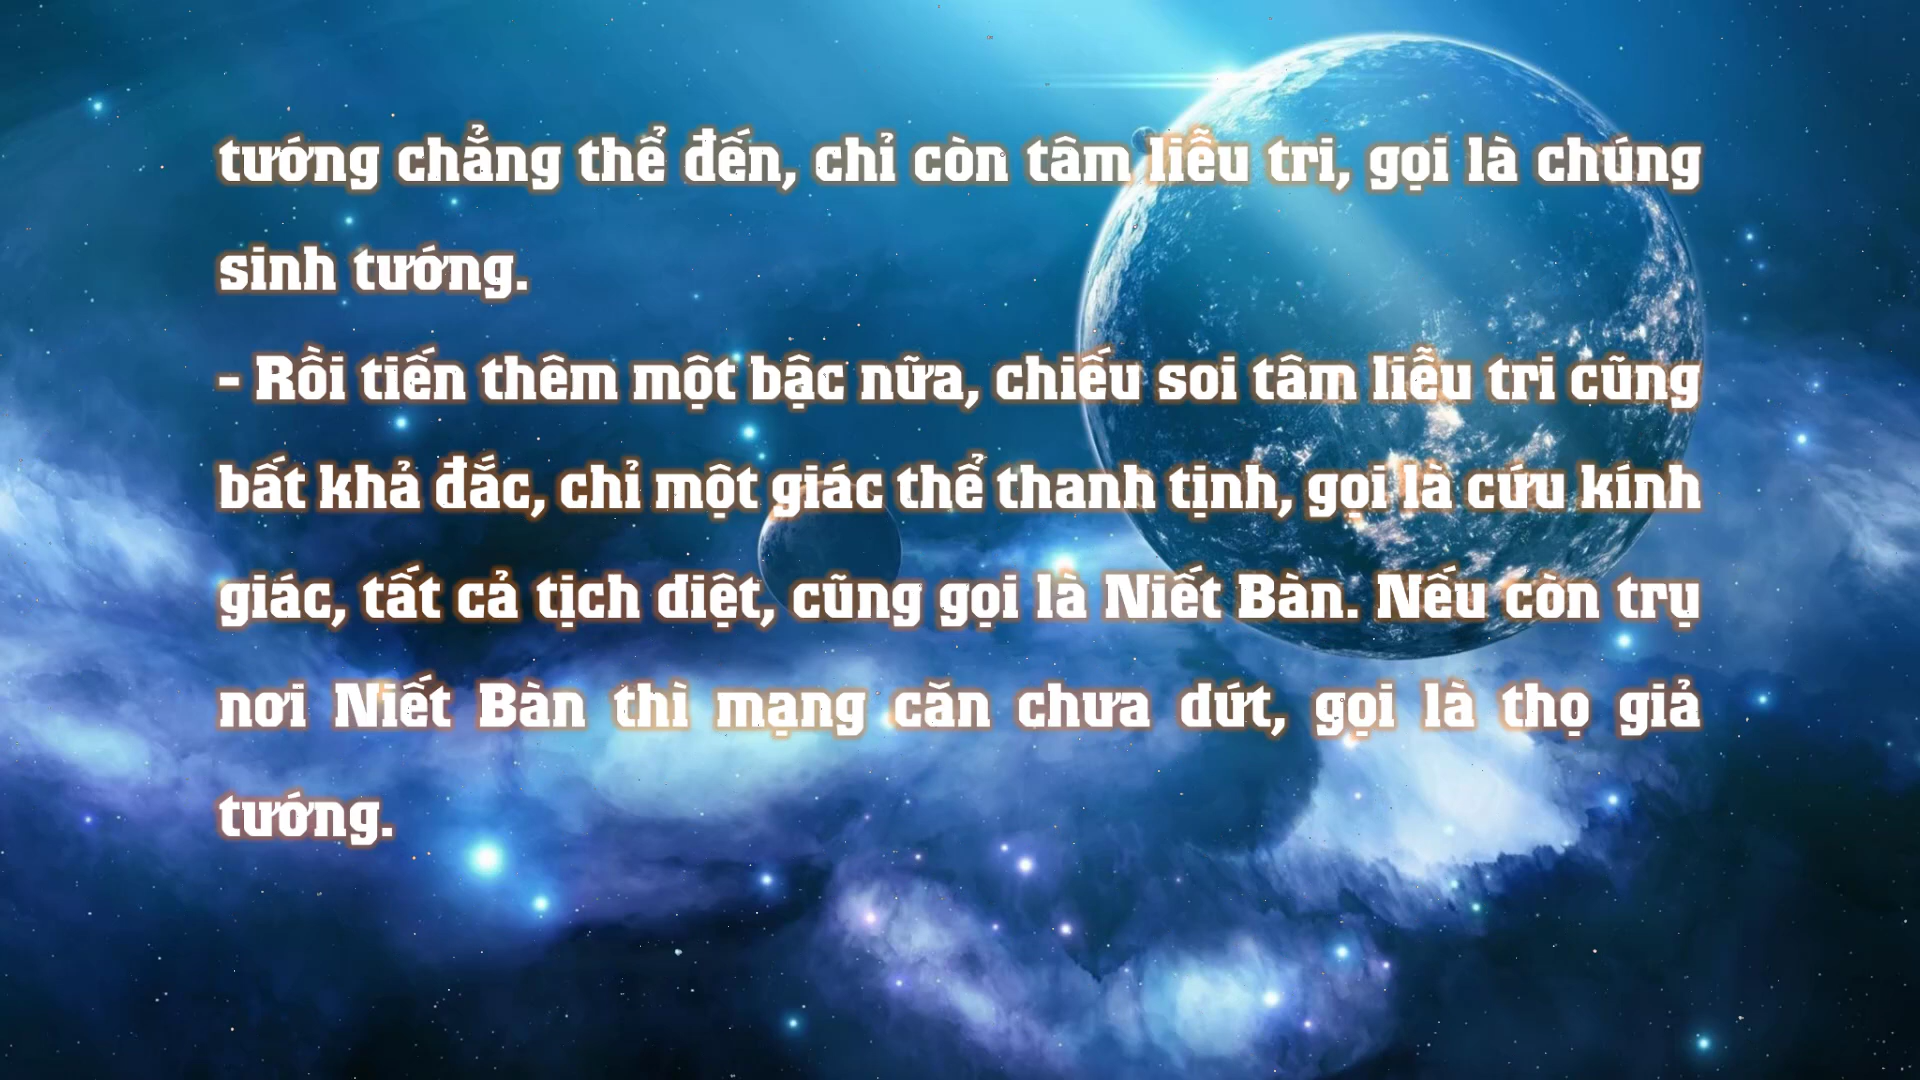 tướng chẳng thể đến, chỉ còn tâm liễu tri, gọi là chúng
sinh tướng.
- Rồi tiến thêm một bậc nữa, chiếu soi tâm liễu tri cũng
bất khả đắc, chỉ một giác thể thanh tịnh, gọi là cứu kính
giác, tất cả tịch diệt, cũng gọi là Niết Bàn. Nếu còn trụ
nơi Niết Bàn thì mạng căn chưa dứt, gọi là thọ giả
tướng.